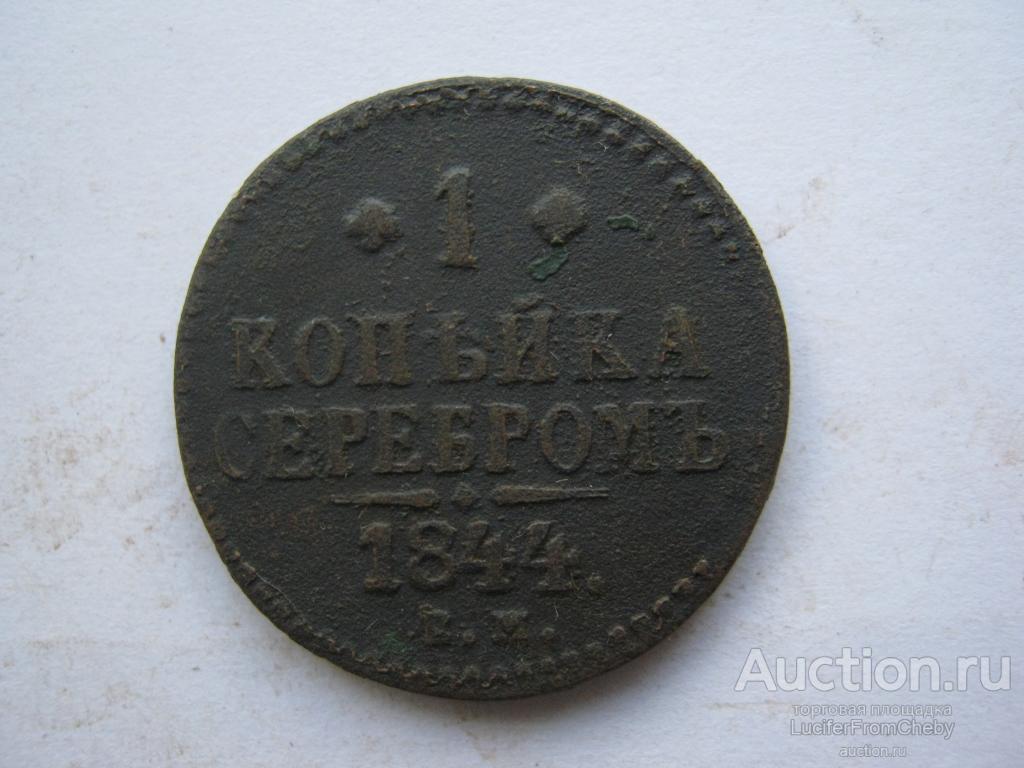 1
КОПѢЙКА
СЕРЕБРОМЪ
1844.
Е.М.
Auction.ru
торговая площадка
LuciferFromCheby
auction.ru